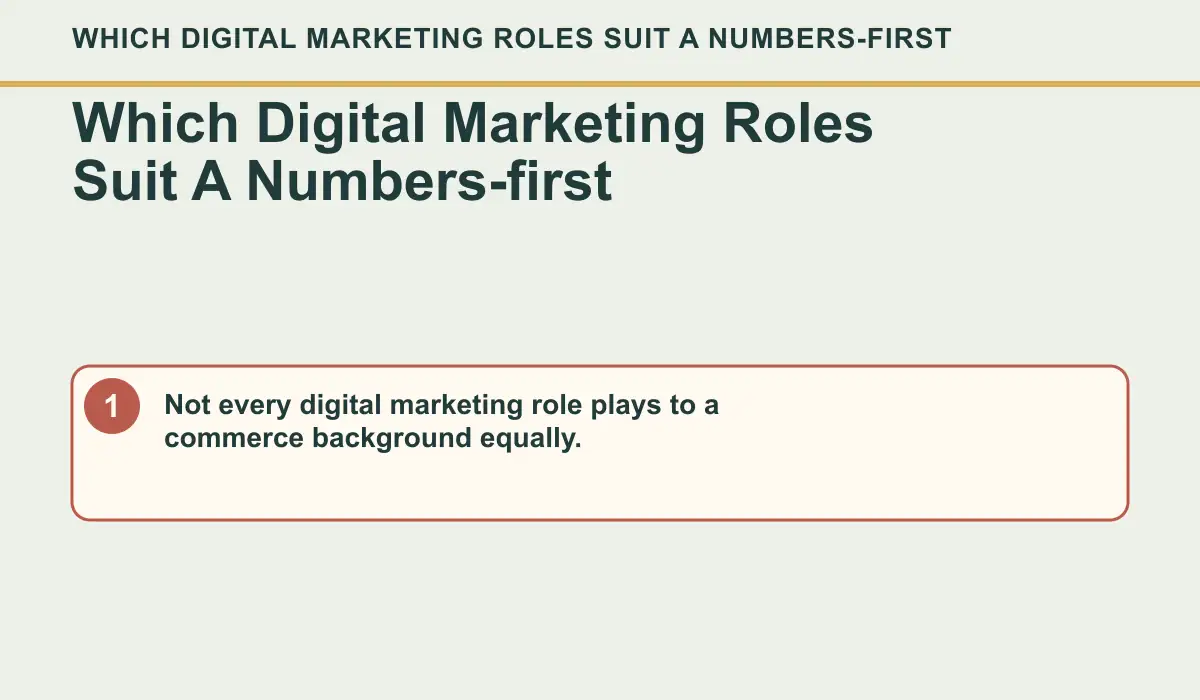 WHICH DIGITAL MARKETING ROLES SUIT A NUMBERS-FIRST
Which Digital Marketing Roles
Suit A Numbers-first
1
Not every digital marketing role plays to a
commerce background equally.